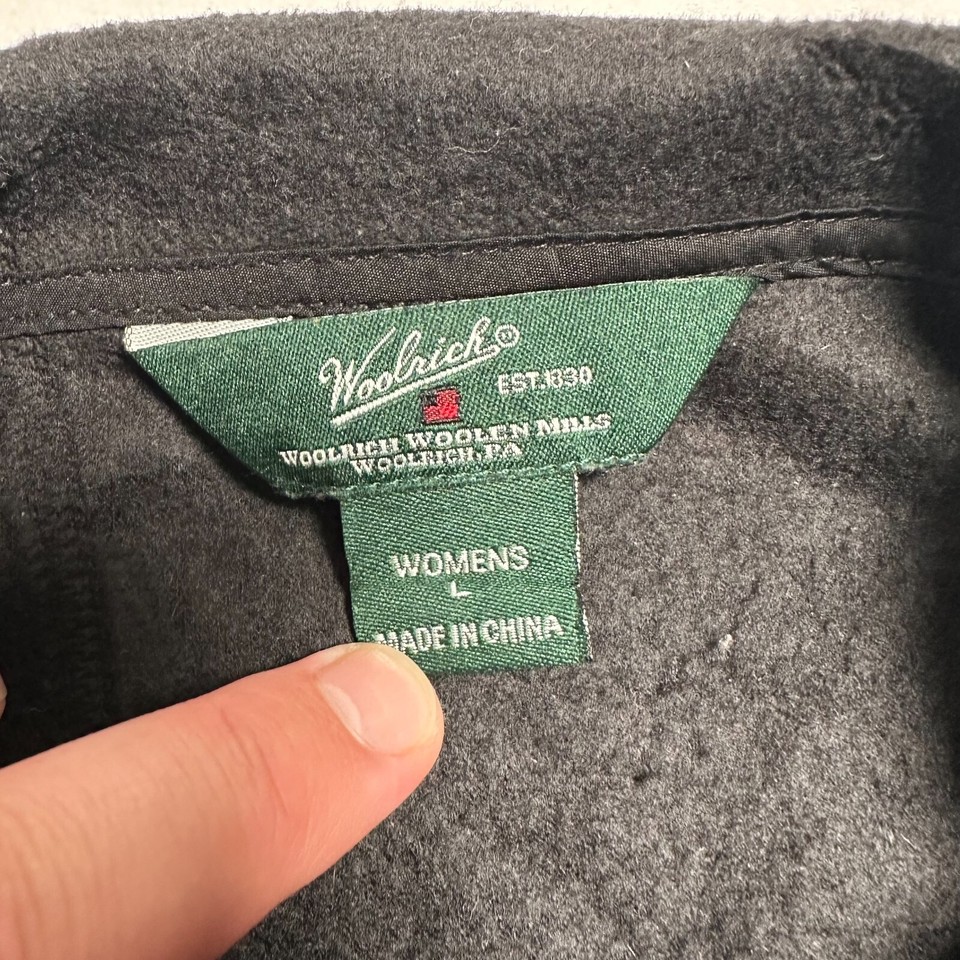 Woolrich®
EST. 1830
WOOLRICH WOOLEN MILLS
WOOLRICH, PA
WOMENS
L
MADE IN CHINA